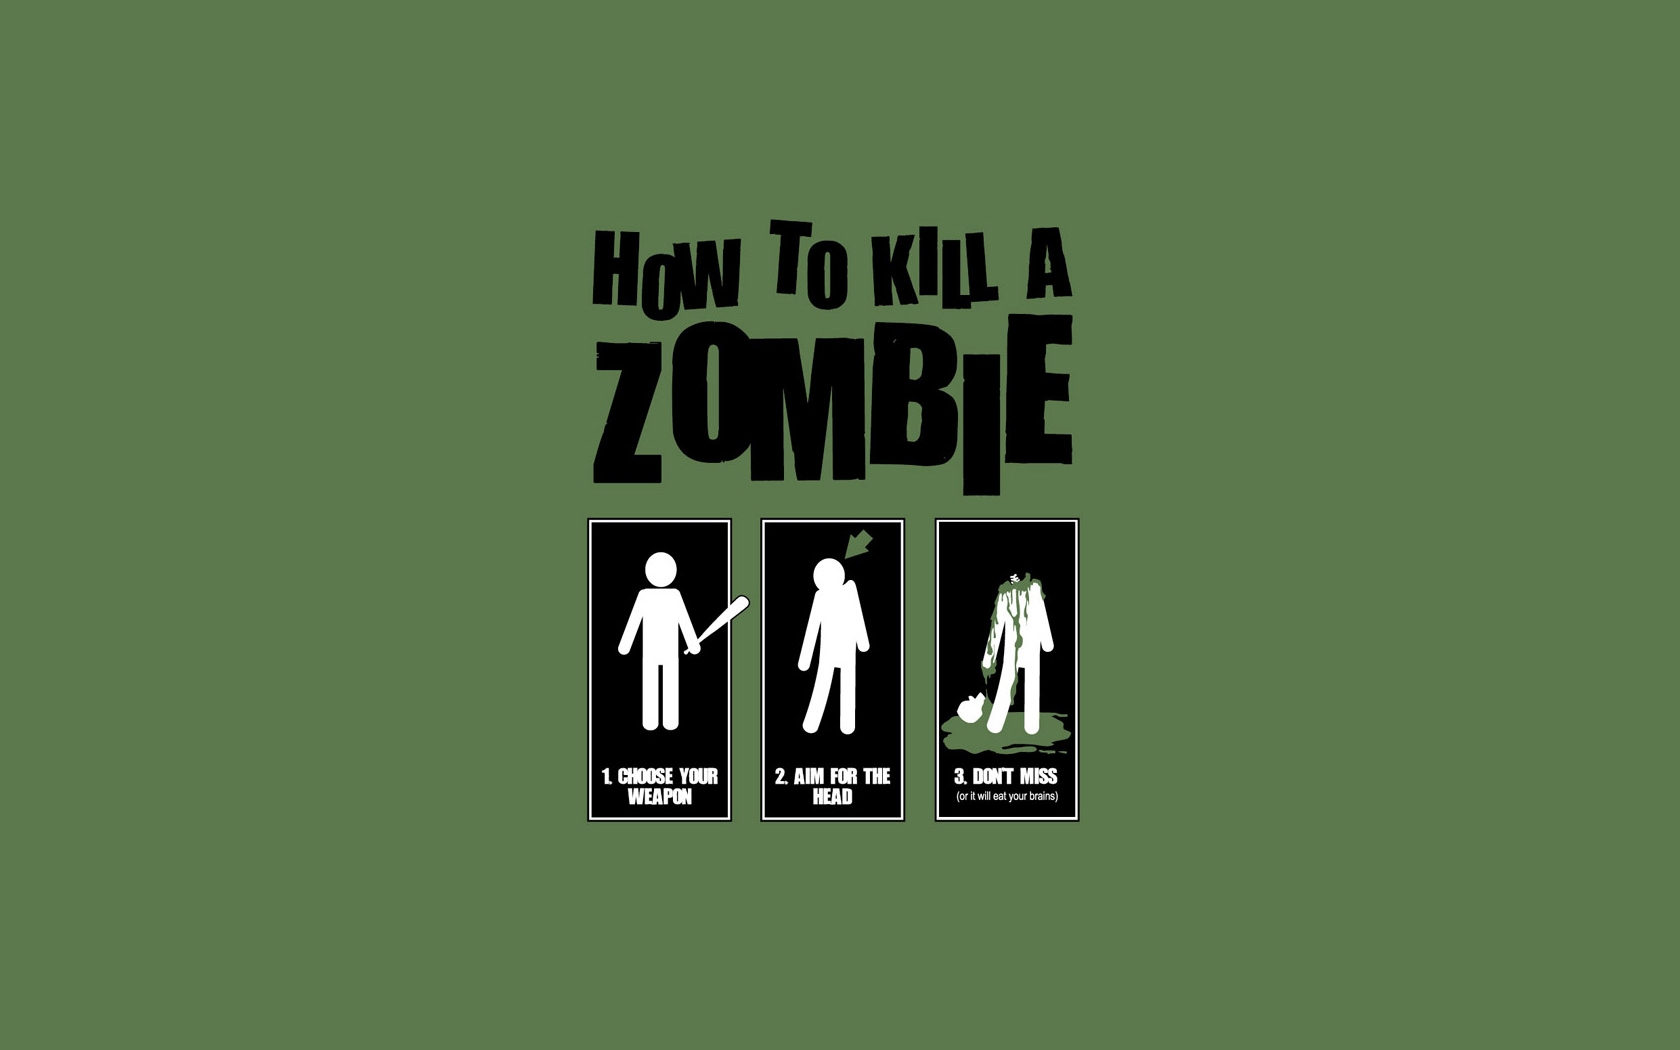 HOW TO KILL A
ZOMBIE
1. CHOOSE YOUR
WEAPON
2. AIM FOR THE
HEAD
3. DON'T MISS
(or it will eat your brains)